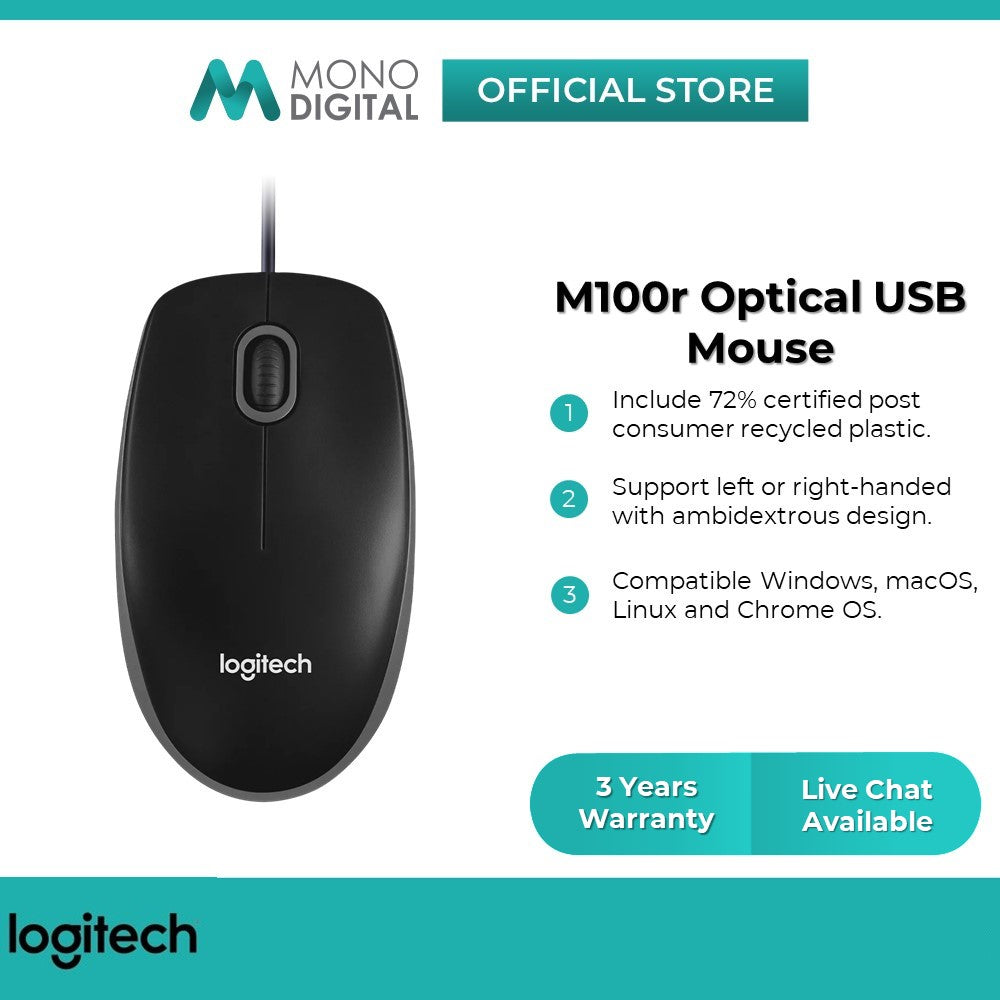 MONO
DIGITAL
OFFICIAL STORE
M100r Optical USB
Mouse
1
Include 72% certified post
consumer recycled plastic.
2
Support left or right-handed
with ambidextrous design.
3
Compatible Windows, macOS,
Linux and Chrome OS.
logitech
3 Years
Warranty
Live Chat
Available
logitech